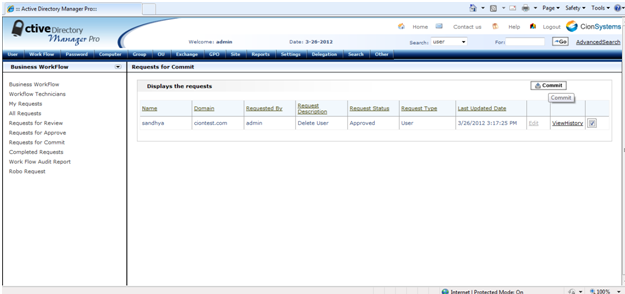 :: Active Directory Manager Pro::
Page Safety Tools
ctive Directory
Manager Pro
Home Contact us Help Logout CionSystems
Welcome: admin Date: 3-26-2012 Search: user For: Go AdvancedSearch
User Work Flow Password Computer Group OU Exchange GPO Site Reports Settings Delegation Search Other
Business WorkFlow
Requests for Commit
Business WorkFlow
Workflow Technicians
My Requests
All Requests
Requests for Review
Requests for Approve
Requests for Commit
Completed Requests
Work Flow Audit Report
Robo Request
Displays the requests Commit
Commit
Name Domain Requested By Request Description Request Status Request Type Last Updated Date
sandhya contest.com admin Delete User Approved User 3/26/2012 3:17:25 PM Edit ViewHistory
Internet | Protected Mode: On 100%